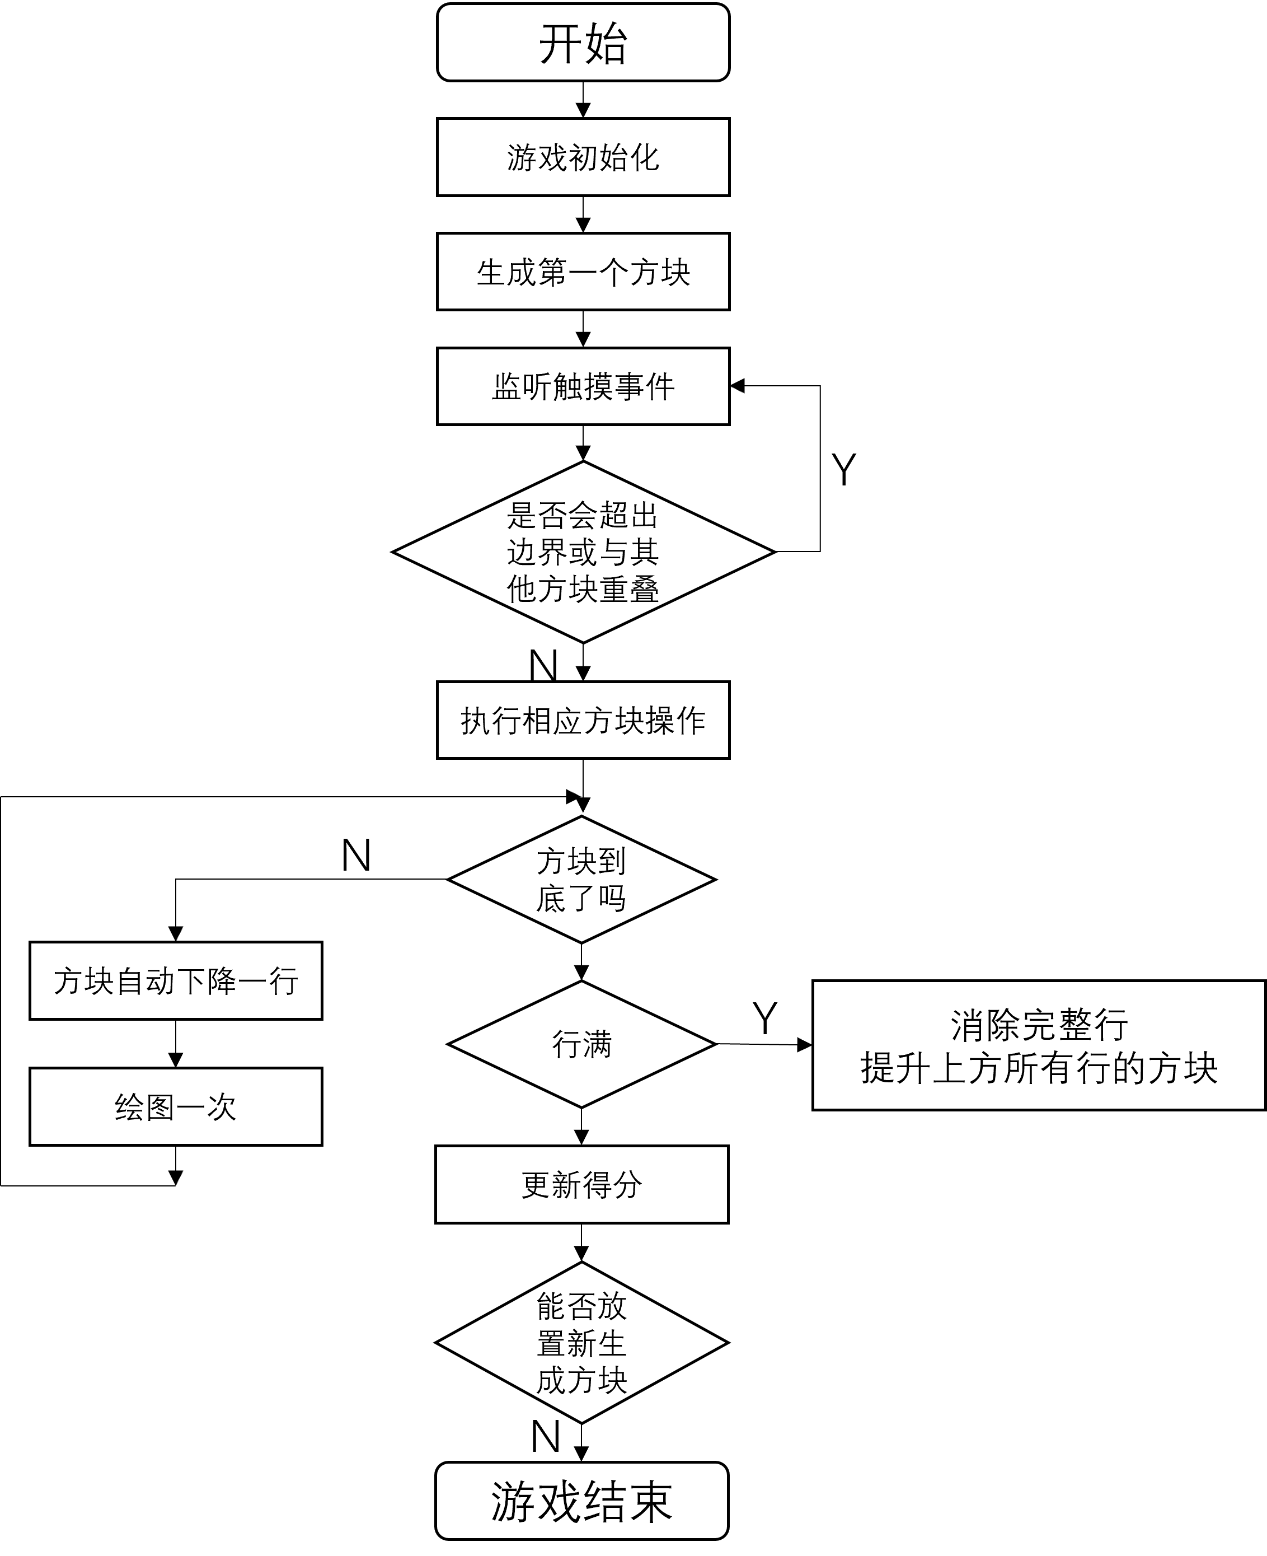 开始
游戏初始化
生成第一个方块
监听触摸事件
Y
是否会超出
边界或与其
他方块重叠
N
执行相应方块操作
N
方块到
底了吗
方块自动下降一行
行满
Y
消除完整行
提升上方所有行的方块
绘图一次
更新得分
能否放
置新生
成方块
N
游戏结束